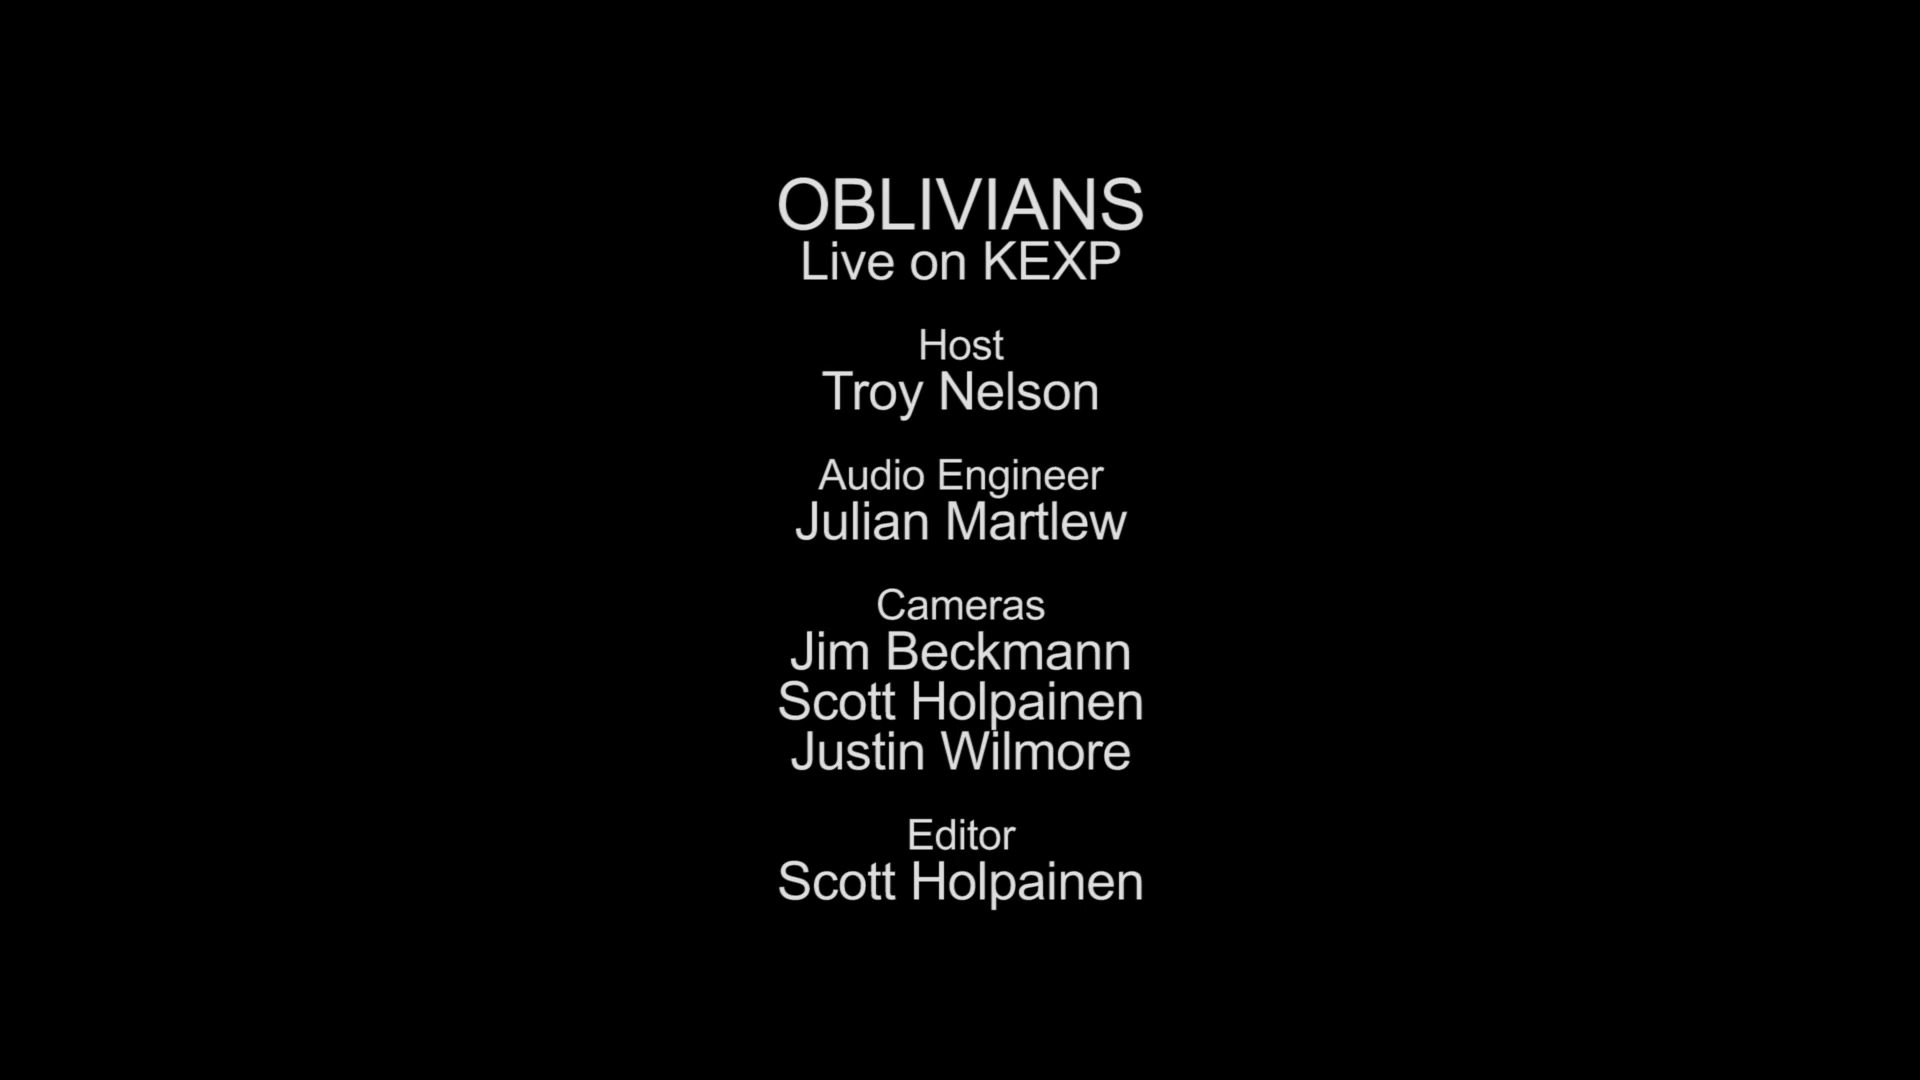 OBLIVIANS
Live on KEXP
Host
Troy Nelson
Audio Engineer
Julian Martlew
Cameras
Jim Beckmann
Scott Holpainen
Justin Wilmore
Editor
Scott Holpainen